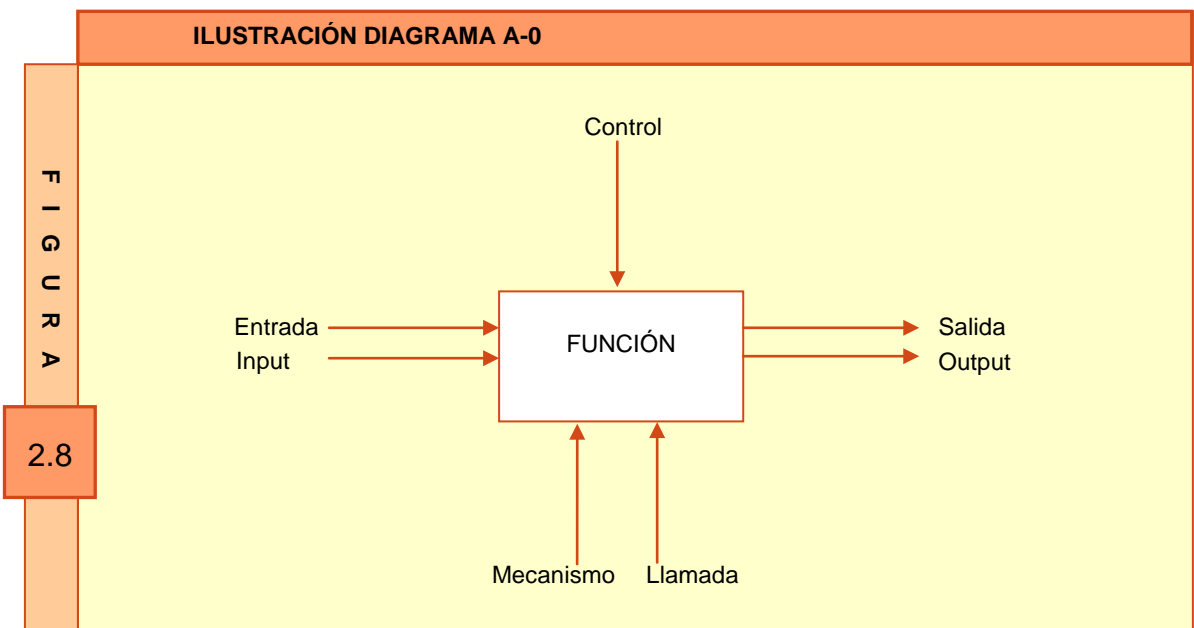 ILUSTRACIÓN DIAGRAMA A-0
FIGURA
2.8
Control
Entrada
Input
FUNCIÓN
Salida
Output
Mecanismo
Llamada